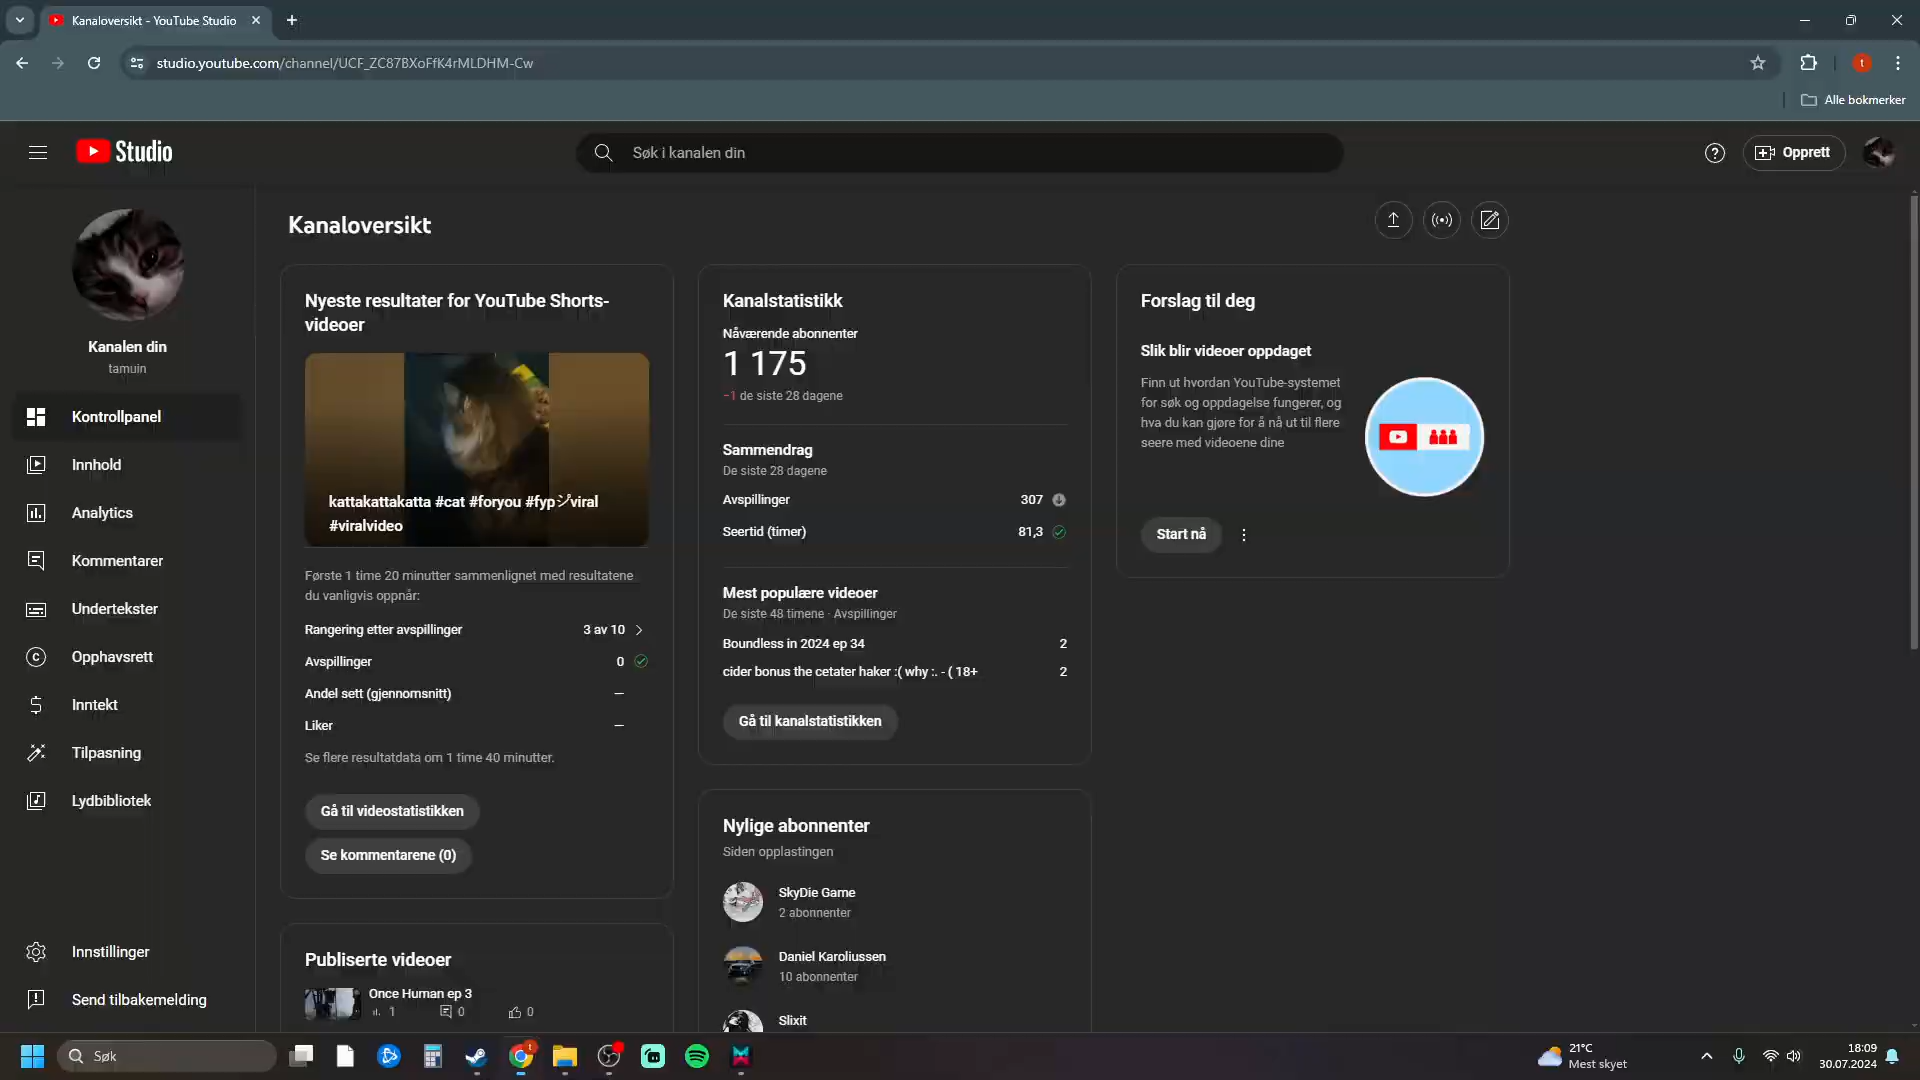 Kanaloversikt - YouTube Studio
studio.youtube.com/channel/UCF_ZC87BXoFfK4rMLDHM-Cw
t
Alle bokmerker
Studio
Søk i kanalen din
Opprett
Kanalen din
tamuin
Kontrollpanel
Innhold
Analytics
Kommentarer
Undertekster
Opphavsrett
Inntekt
Tilpasning
Lydbibliotek
Innstillinger
Send tilbakemelding
Kanaloversikt
Nyeste resultater for YouTube Shorts-
videoer
kattakattakatta #cat #foryou #fypシviral
#viralvideo
Første 1 time 20 minutter sammenlignet med resultatene
du vanligvis oppnår:
Rangering etter avspillinger 3 av 10
Avspillinger 0
Andel sett (gjennomsnitt) —
Liker —
Se flere resultatdata om 1 time 40 minutter.
Gå til videostatistikken
Se kommentarene (0)
Publiserte videoer
Once Human ep 3
1 0 0
Kanalstatistikk
Nåværende abonnenter
1 175
−1 de siste 28 dagene
Sammendrag
De siste 28 dagene
Avspillinger 307
Seertid (timer) 81,3
Mest populære videoer
De siste 48 timene · Avspillinger
Boundless in 2024 ep 34 2
cider bonus the cetater haker :( why :. - ( 18+ 2
Gå til kanalstatistikken
Nylige abonnenter
Siden opplastingen
SkyDie Game
2 abonnenter
Daniel Karoliussen
10 abonnenter
Slixit
Forslag til deg
Slik blir videoer oppdaget
Finn ut hvordan YouTube-systemet
for søk og oppdagelse fungerer, og
hva du kan gjøre for å nå ut til flere
seere med videoene dine
Start nå
Søk
21°C
Mest skyet
18:09
30.07.2024